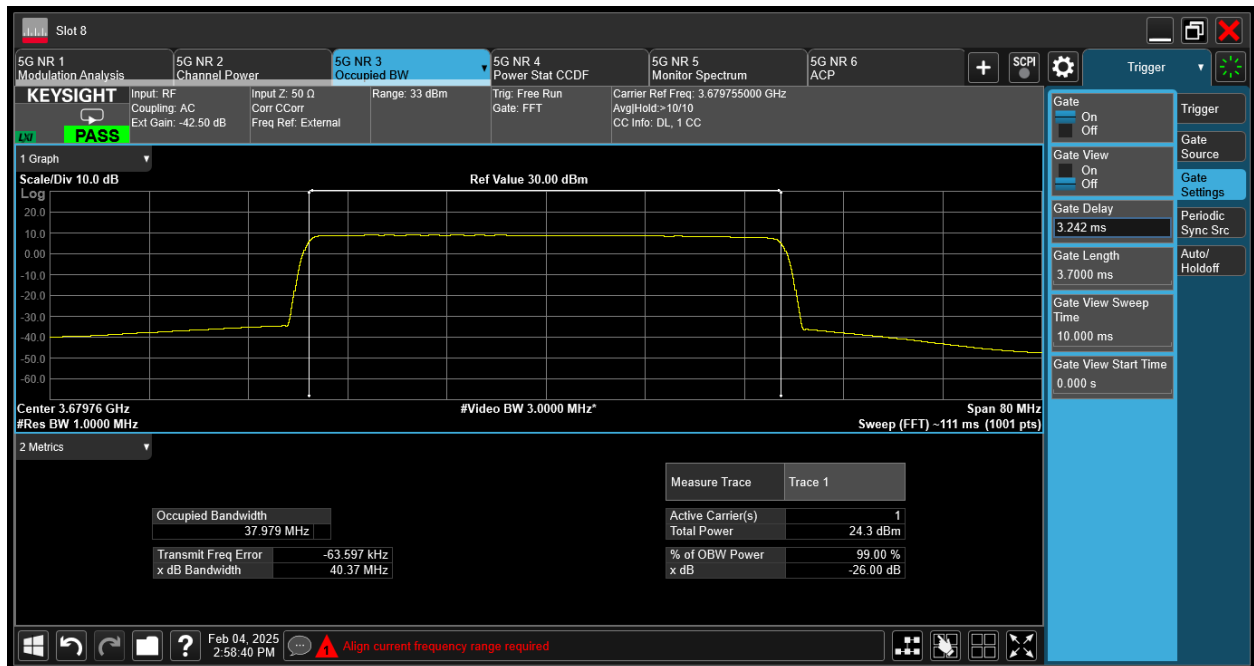 Slot 8
5G NR 1
Modulation Analysis
5G NR 2
Channel Power
5G NR 3
Occupied BW
5G NR 4
Power Stat CCDF
5G NR 5
Monitor Spectrum
5G NR 6
ACP
SCPI
Trigger
KEYSIGHT
LXI
PASS
Input: RF
Coupling: AC
Ext Gain: -42.50 dB
Input Z: 50 Ω
Corr CCorr
Freq Ref: External
Range: 33 dBm
Trig: Free Run
Gate: FFT
Carrier Ref Freq: 3.679755000 GHz
Avg|Hold:>10/10
CC Info: DL, 1 CC
1 Graph
Scale/Div 10.0 dB
Ref Value 30.00 dBm
Log
20.0
10.0
0.00
-10.0
-20.0
-30.0
-40.0
-50.0
-60.0
Center 3.67976 GHz
#Video BW 3.0000 MHz*
Span 80 MHz
#Res BW 1.0000 MHz
Sweep (FFT) ~111 ms (1001 pts)
2 Metrics
Measure Trace
Trace 1
Occupied Bandwidth
37.979 MHz
Active Carrier(s)
1
Total Power
24.3 dBm
Transmit Freq Error
-63.597 kHz
% of OBW Power
99.00 %
x dB Bandwidth
40.37 MHz
x dB
-26.00 dB
Gate
On
Off
Gate View
On
Off
Gate Delay
3.242 ms
Gate Length
3.7000 ms
Gate View Sweep
Time
10.000 ms
Gate View Start Time
0.000 s
Trigger
Gate
Source
Gate
Settings
Periodic
Sync Src
Auto/
Holdoff
?
Feb 04, 2025
2:58:40 PM
1
Align current frequency range required